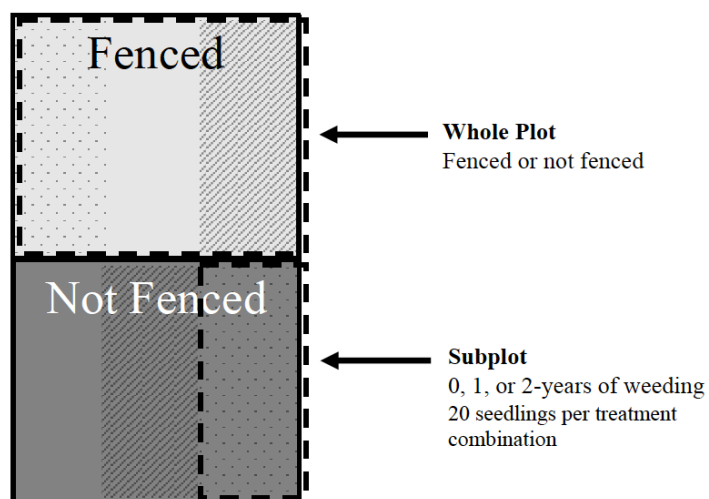 Fenced
Whole Plot
Fenced or not fenced
Not Fenced
Subplot
0, 1, or 2-years of weeding
20 seedlings per treatment
combination